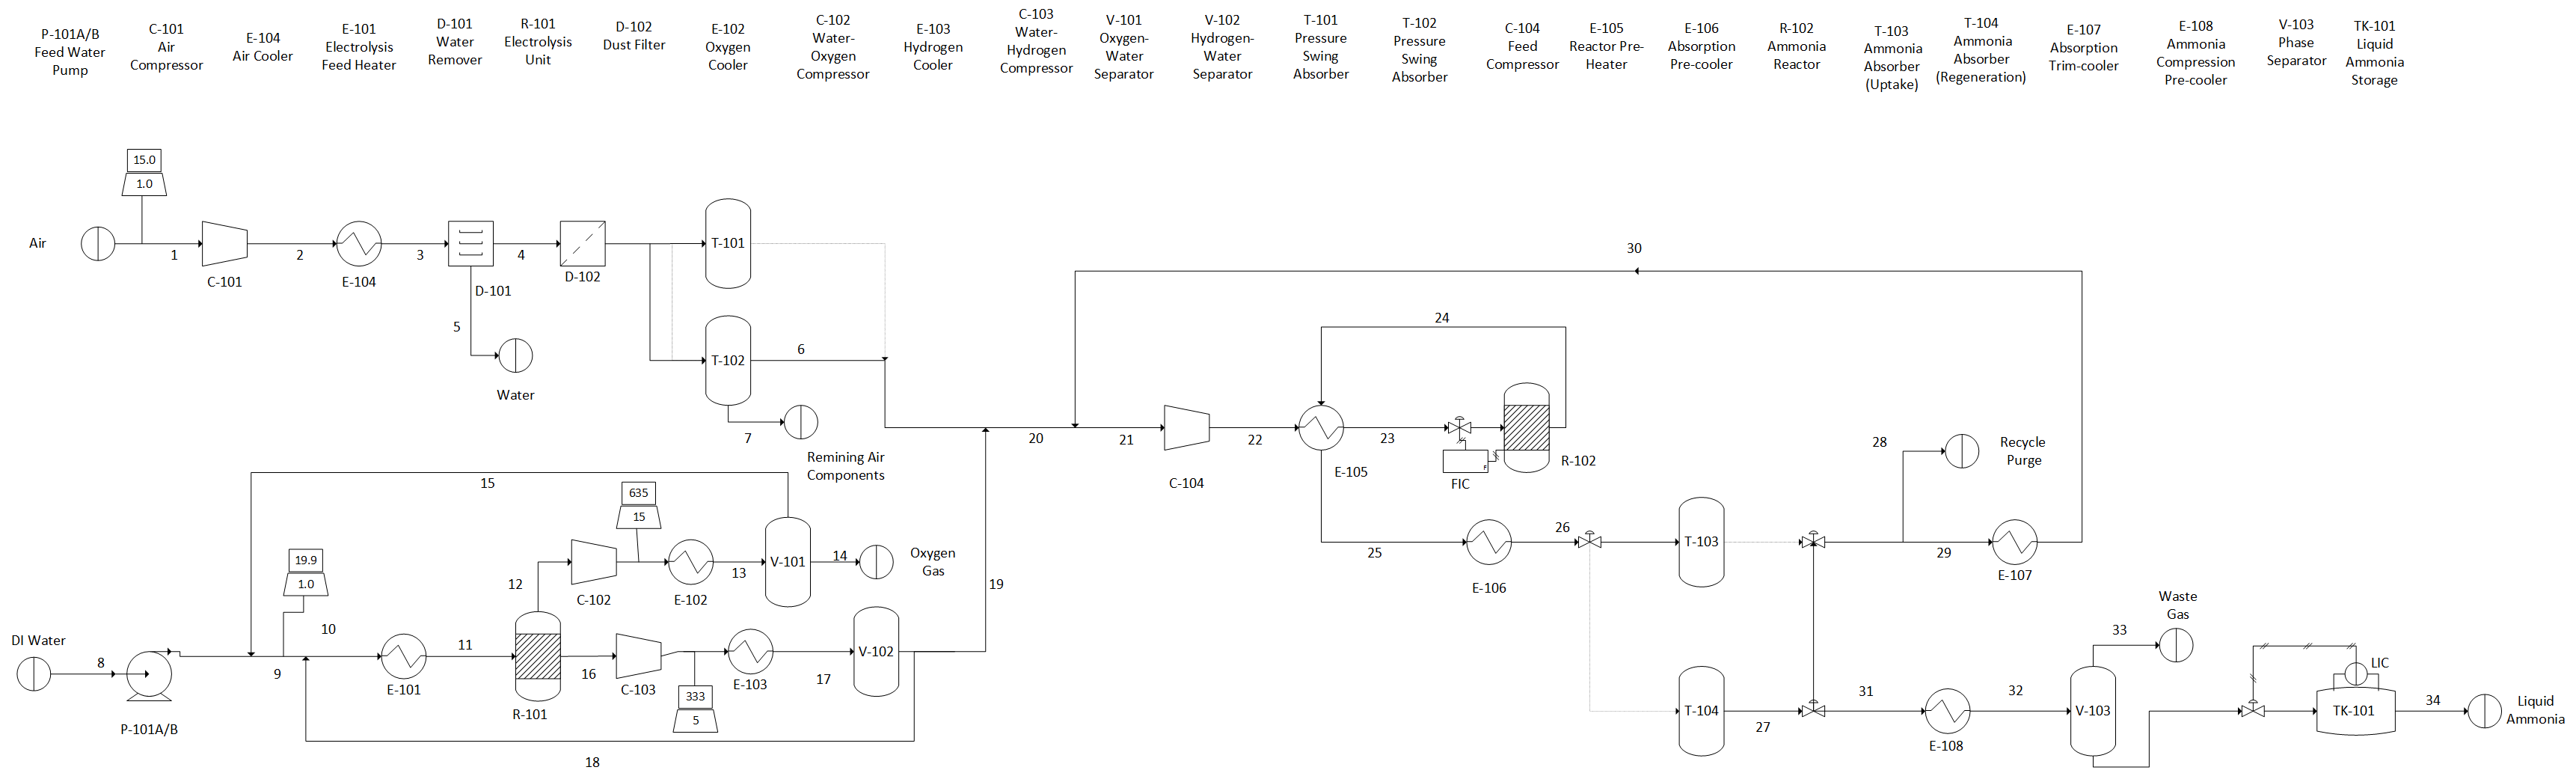 P-101A/B
Feed Water
Pump
C-101
Air
Compressor
E-104
Air Cooler
E-101
Electrolysis
Feed Heater
D-101
Water
Remover
R-101
Electrolysis
Unit
D-102
Dust Filter
E-102
Oxygen
Cooler
C-102
Water-
Oxygen
Compressor
E-103
Hydrogen
Cooler
C-103
Water-
Hydrogen
Compressor
V-101
Oxygen-
Water
Separator
V-102
Hydrogen-
Water
Separator
T-101
Pressure
Swing
Absorber
T-102
Pressure
Swing
Absorber
C-104
Feed
Compressor
E-105
Reactor Pre-
Heater
E-106
Absorption
Pre-cooler
R-102
Ammonia
Reactor
T-103
Ammonia
Absorber
(Uptake)
T-104
Ammonia
Absorber
(Regeneration)
E-107
Absorption
Trim-cooler
E-108
Ammonia
Compression
Pre-cooler
V-103
Phase
Separator
TK-101
Liquid
Ammonia
Storage
15.0
1.0
Air
1
C-101
2
E-104
3
D-101
4
D-102
5
Water
T-101
T-102
6
7
Remining Air
Components
20
21
C-104
22
E-105
23
24
FIC
F
R-102
30
15
635
15
19.9
1.0
DI Water
8
P-101A/B
9
10
E-101
11
R-101
12
C-102
E-102
13
V-101
14
Oxygen
Gas
16
C-103
333
5
E-103
17
V-102
18
19
25
E-106
26
T-103
28
Recycle
Purge
29
E-107
T-104
27
31
E-108
32
V-103
33
Waste
Gas
LIC
TK-101
34
Liquid
Ammonia